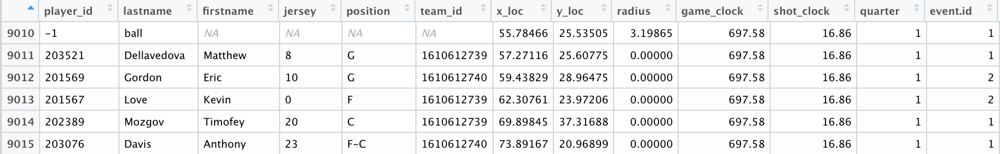 player_id lastname firstname jersey position team_id x_loc y_loc radius game_clock shot_clock quarter event.id
9010 -1 ball NA NA NA NA 55.78466 25.53505 3.19865 697.58 16.86 1 1
9011 203521 Dellavedova Matthew 8 G 1610612739 57.27116 25.60775 0.00000 697.58 16.86 1 1
9012 201569 Gordon Eric 10 G 1610612740 59.43829 28.96475 0.00000 697.58 16.86 1 2
9013 201567 Love Kevin 0 F 1610612739 62.30761 23.97206 0.00000 697.58 16.86 1 2
9014 202389 Mozgov Timofey 20 C 1610612739 69.89845 37.31688 0.00000 697.58 16.86 1 1
9015 203076 Davis Anthony 23 F-C 1610612740 73.89167 20.96899 0.00000 697.58 16.86 1 1